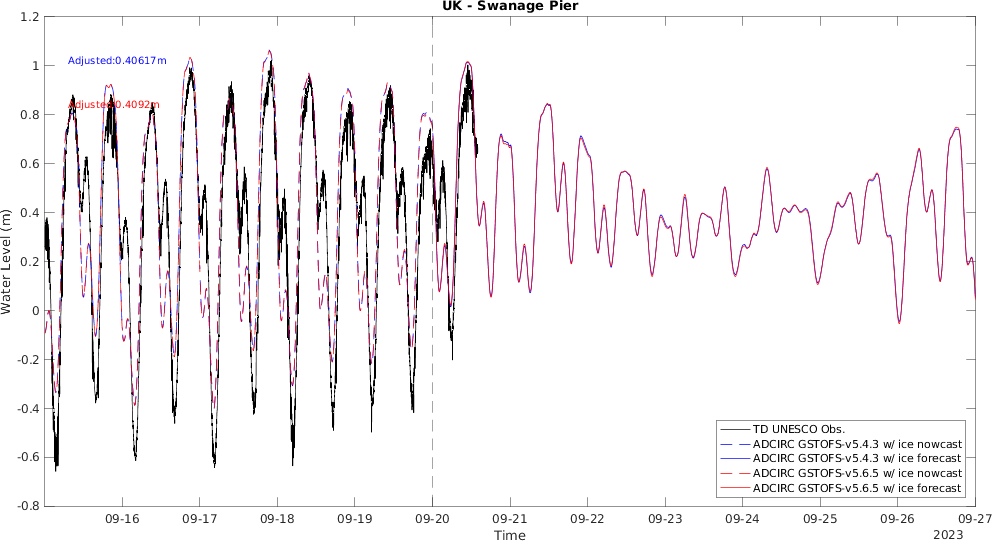 UK - Swanage Pier
Adjusted:0.40617m
Adjusted:0.4092m
Water Level (m)
1.2
1
0.8
0.6
0.4
0.2
0
-0.2
-0.4
-0.6
-0.8
TD UNESCO Obs.
ADCIRC GSTOFS-v5.4.3 w/ ice nowcast
ADCIRC GSTOFS-v5.4.3 w/ ice forecast
ADCIRC GSTOFS-v5.6.5 w/ ice nowcast
ADCIRC GSTOFS-v5.6.5 w/ ice forecast
09-16 09-17 09-18 09-19 09-20 09-21 09-22 09-23 09-24 09-25 09-26 09-27
Time
2023